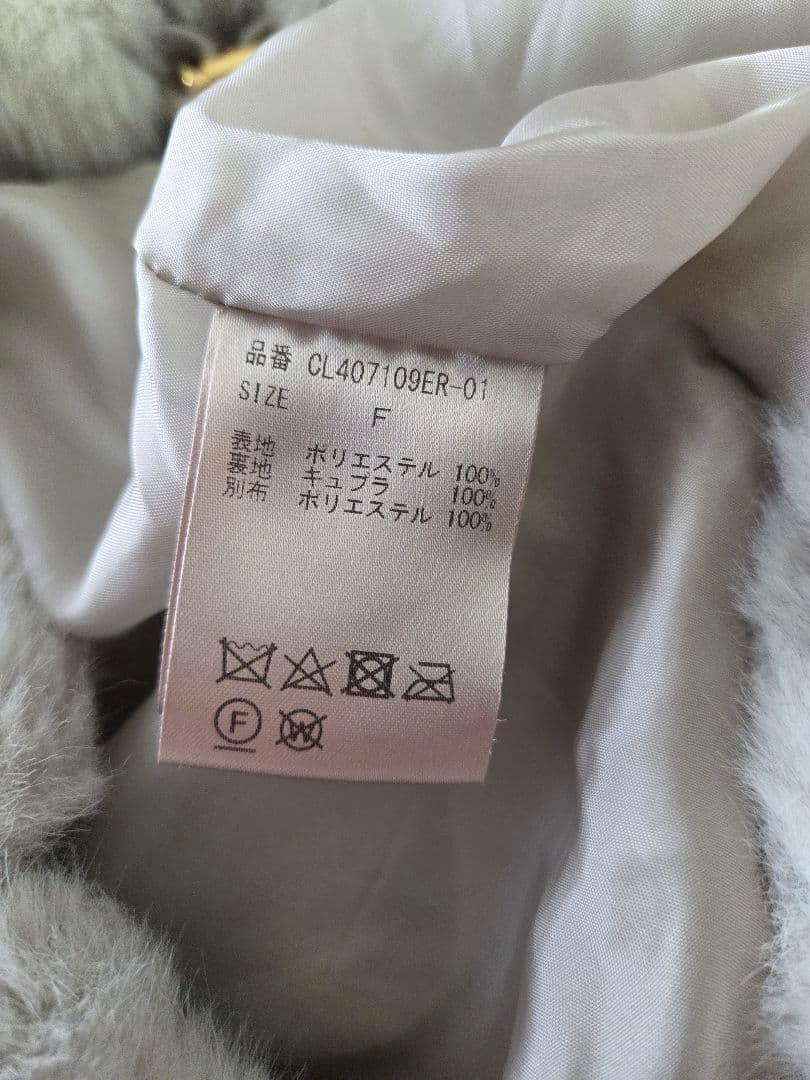 品番 CL407109ER-01
SIZE F
表地 ポリエステル 100%
裏地 キュプラ 100%
別布 ポリエステル 100%
F W